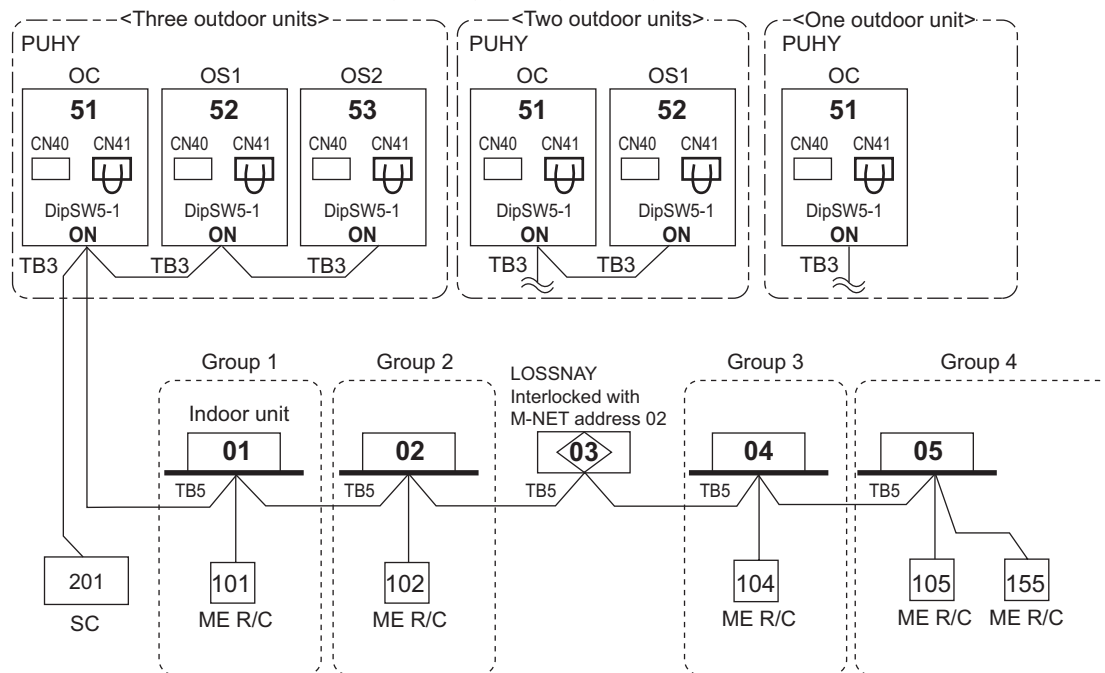 <Three outdoor units>
<Two outdoor units>
<One outdoor unit>
PUHY
PUHY
PUHY
OC
OS1
OS2
OC
OS1
OC
51
52
53
51
52
51
CN40
CN41
CN40
CN41
CN40
CN41
CN40
CN41
CN40
CN41
CN40
CN41
DipSW5-1
DipSW5-1
DipSW5-1
DipSW5-1
DipSW5-1
DipSW5-1
ON
ON
ON
ON
ON
ON
TB3
TB3
TB3
TB3
TB3
TB3
Group 1
Group 2
LOSSNAY
Interlocked with
M-NET address 02
Group 3
Group 4
Indoor unit
01
02
03
04
05
TB5
TB5
TB5
TB5
TB5
201
101
102
104
105
155
SC
ME R/C
ME R/C
ME R/C
ME R/C
ME R/C